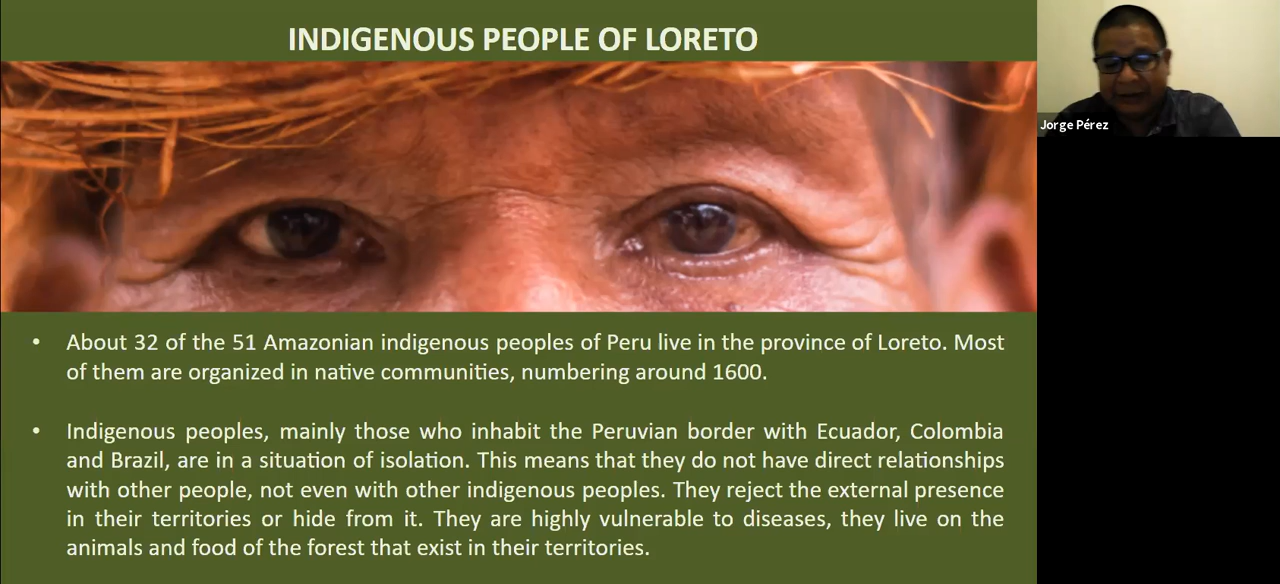 INDIGENOUS PEOPLE OF LORETO
Jorge Pérez
• About 32 of the 51 Amazonian indigenous peoples of Peru live in the province of Loreto. Most
of them are organized in native communities, numbering around 1600.
• Indigenous peoples, mainly those who inhabit the Peruvian border with Ecuador, Colombia
and Brazil, are in a situation of isolation. This means that they do not have direct relationships
with other people, not even with other indigenous peoples. They reject the external presence
in their territories or hide from it. They are highly vulnerable to diseases, they live on the
animals and food of the forest that exist in their territories.